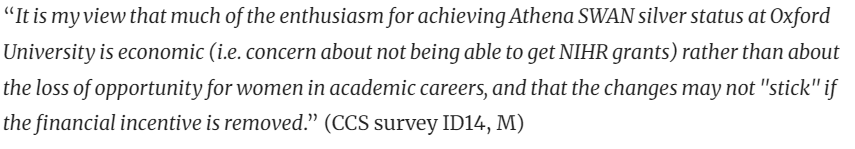 “It is my view that much of the enthusiasm for achieving Athena SWAN silver status at Oxford
University is economic (i.e. concern about not being able to get NIHR grants) rather than about
the loss of opportunity for women in academic careers, and that the changes may not "stick" if
the financial incentive is removed.” (CCS survey ID14, M)